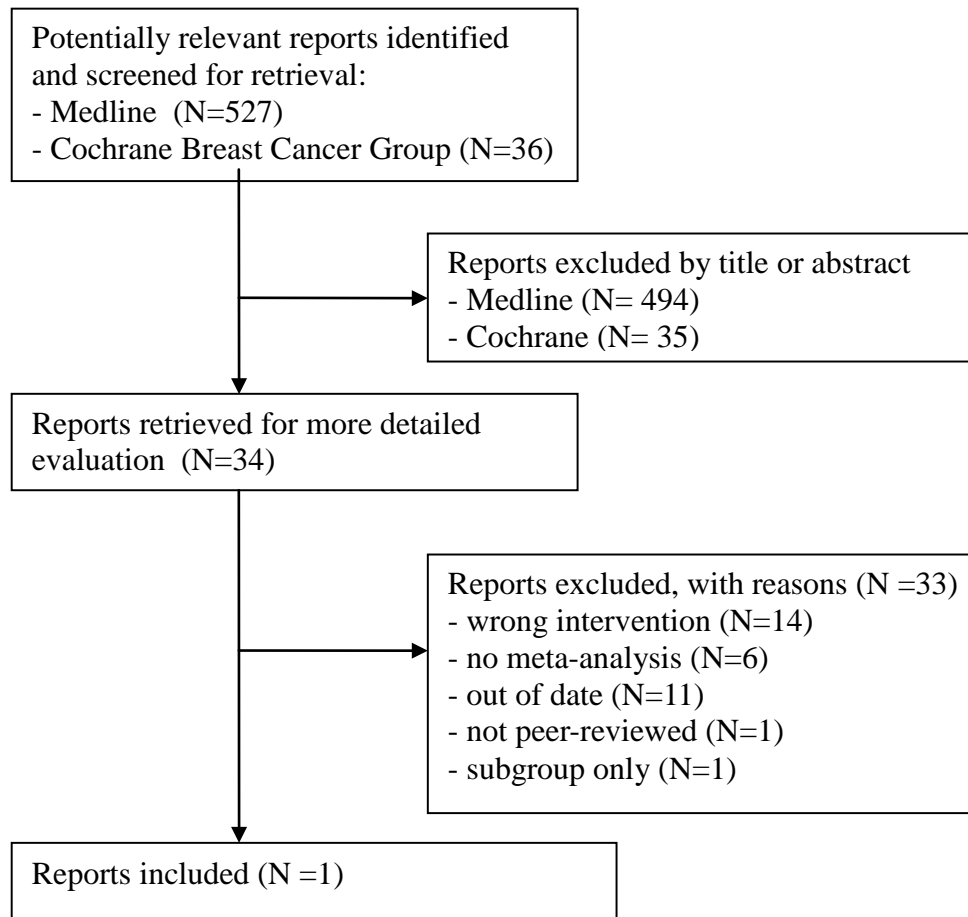 Potentially relevant reports identified
and screened for retrieval:
- Medline  (N=527)
- Cochrane Breast Cancer Group (N=36)
Reports excluded by title or abstract
- Medline (N= 494)
- Cochrane (N= 35)
Reports retrieved for more detailed
evaluation  (N=34)
Reports excluded, with reasons (N =33)
- wrong intervention (N=14)
- no meta-analysis (N=6)
- out of date (N=11)
- not peer-reviewed (N=1)
- subgroup only (N=1)
Reports included (N =1)